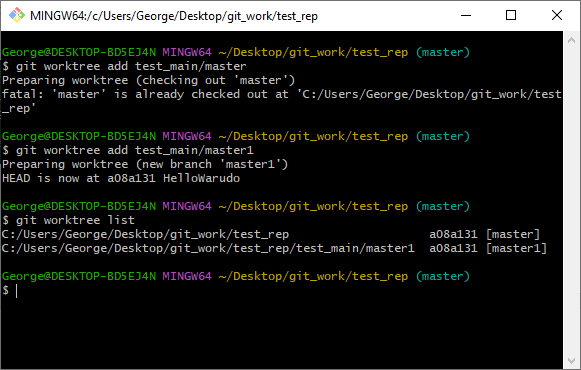 MINGW64:/c/Users/George/Desktop/git_work/test_rep
George@DESKTOP-BD5EJ4N MINGW64 ~/Desktop/git_work/test_rep (master)
$ git worktree add test_main/master
Preparing worktree (checking out 'master')
fatal: 'master' is already checked out at 'C:/Users/George/Desktop/git_work/test
_rep'
George@DESKTOP-BD5EJ4N MINGW64 ~/Desktop/git_work/test_rep (master)
$ git worktree add test_main/master1
Preparing worktree (new branch 'master1')
HEAD is now at a08a131 HelloWarudo
George@DESKTOP-BD5EJ4N MINGW64 ~/Desktop/git_work/test_rep (master)
$ git worktree list
C:/Users/George/Desktop/git_work/test_rep                    a08a131 [master]
C:/Users/George/Desktop/git_work/test_rep/test_main/master1  a08a131 [master1]
George@DESKTOP-BD5EJ4N MINGW64 ~/Desktop/git_work/test_rep (master)
$